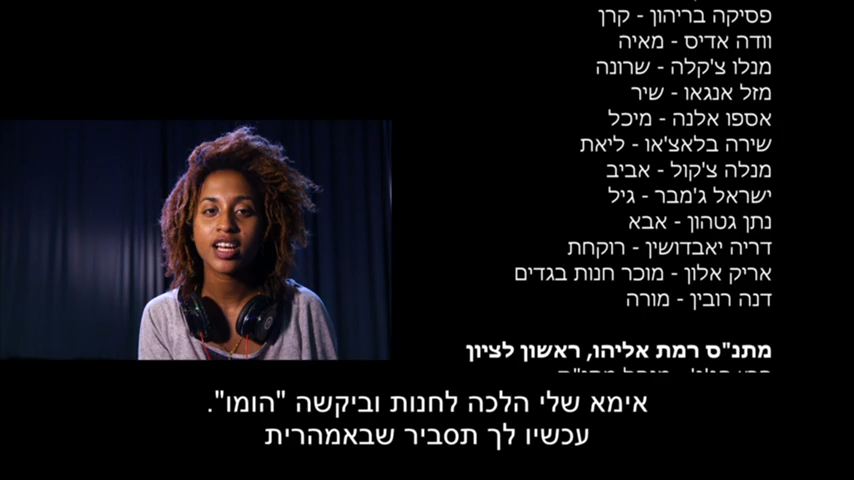 פסיקה בריהון - קרן
וודה אדיס - מאיה
מנלו צ'קלה - שרונה
מזל אנגאו - שיר
אספו אלנה - מיכל
שירה בלאצ'או - ליאת
מנלה צ'קול - אביב
ישראל ג'מבר - גיל
נתן גטהון - אבא
דריה יאבדושין - רוקחת
אריק אלון - מוכר חנות בגדים
דנה רובין - מורה
מתנ"ס רמת אליהו, ראשון לציון
אימא שלי הלכה לחנות וביקשה "הומו".
עכשיו לך תסביר שבאמהרית